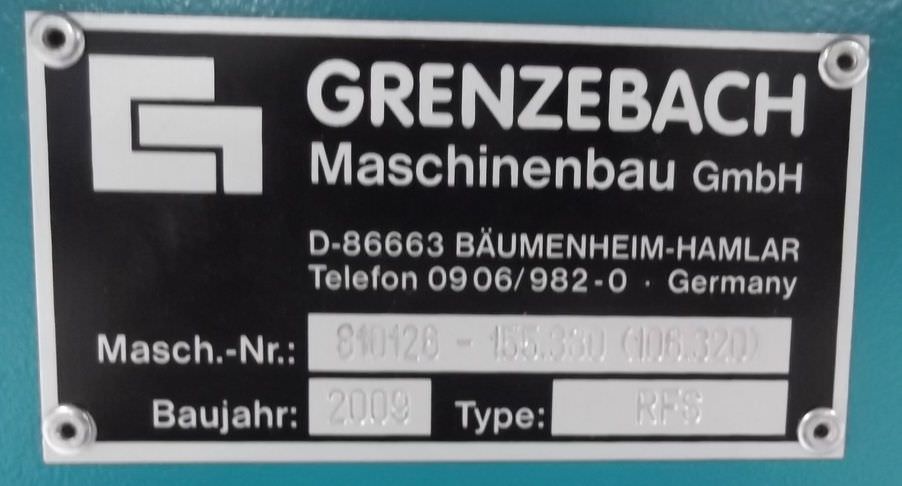 GRENZEBACH
Maschinenbau GmbH
D-86663 BÄUMENHEIM-HAMLAR
Telefon 0906/982-0 · Germany
Masch.-Nr.: 810126 - 155.330 (106.320)
Baujahr: 2009 Type: RFS